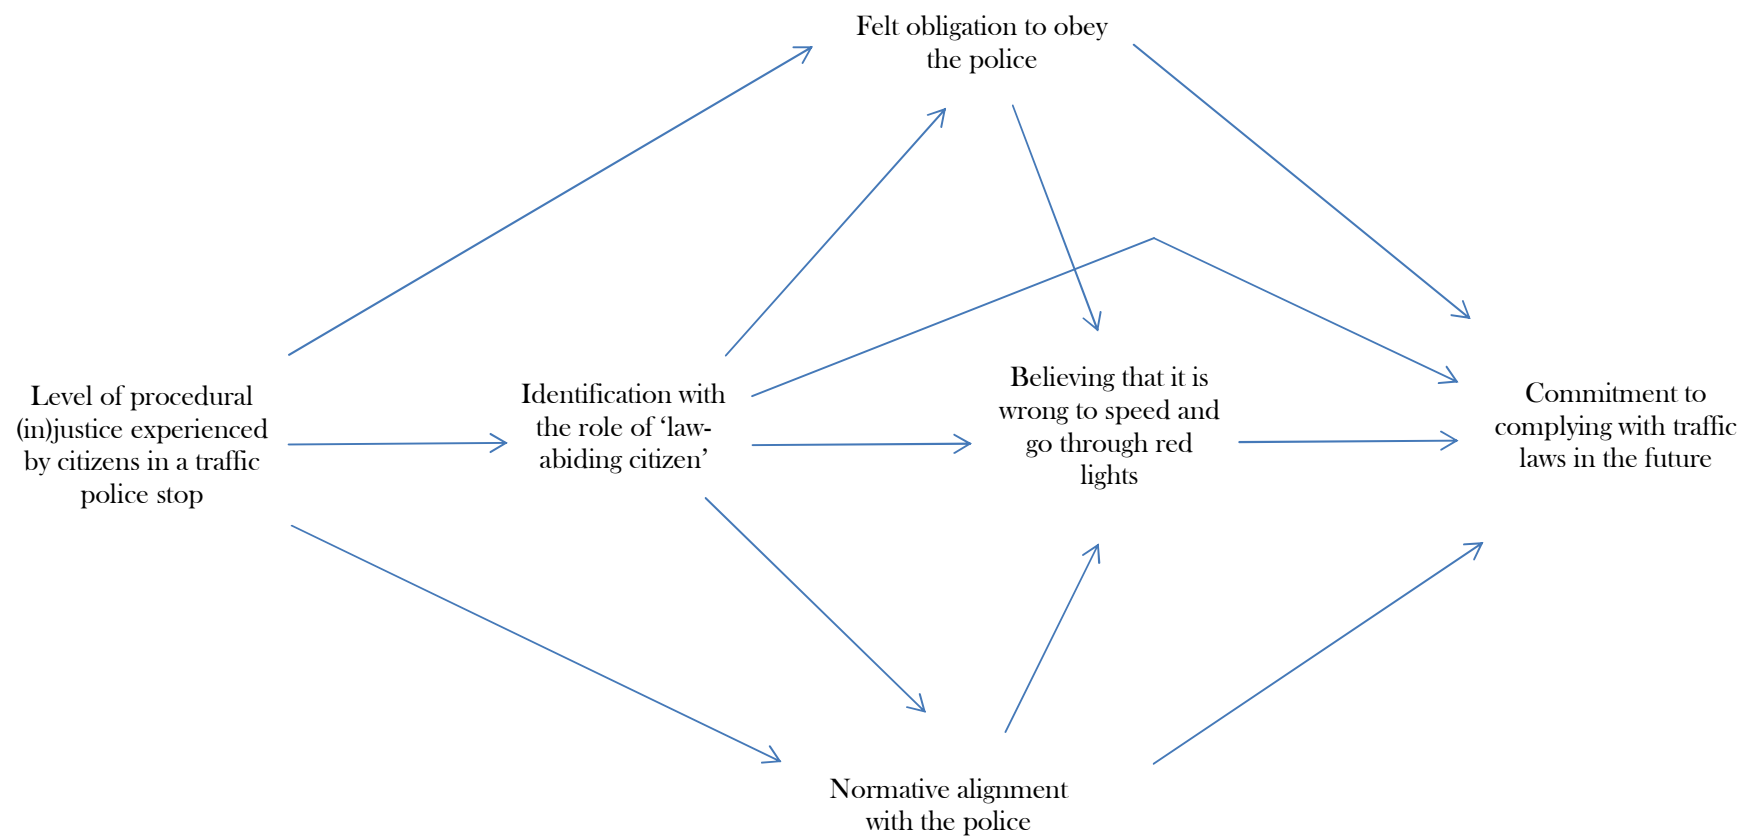 Felt obligation to obey
the police
Level of procedural
(in)justice experienced
by citizens in a traffic
police stop
Identification with
the role of ‘law-
abiding citizen’
Believing that it is
wrong to speed and
go through red
lights
Commitment to
complying with traffic
laws in the future
Normative alignment
with the police